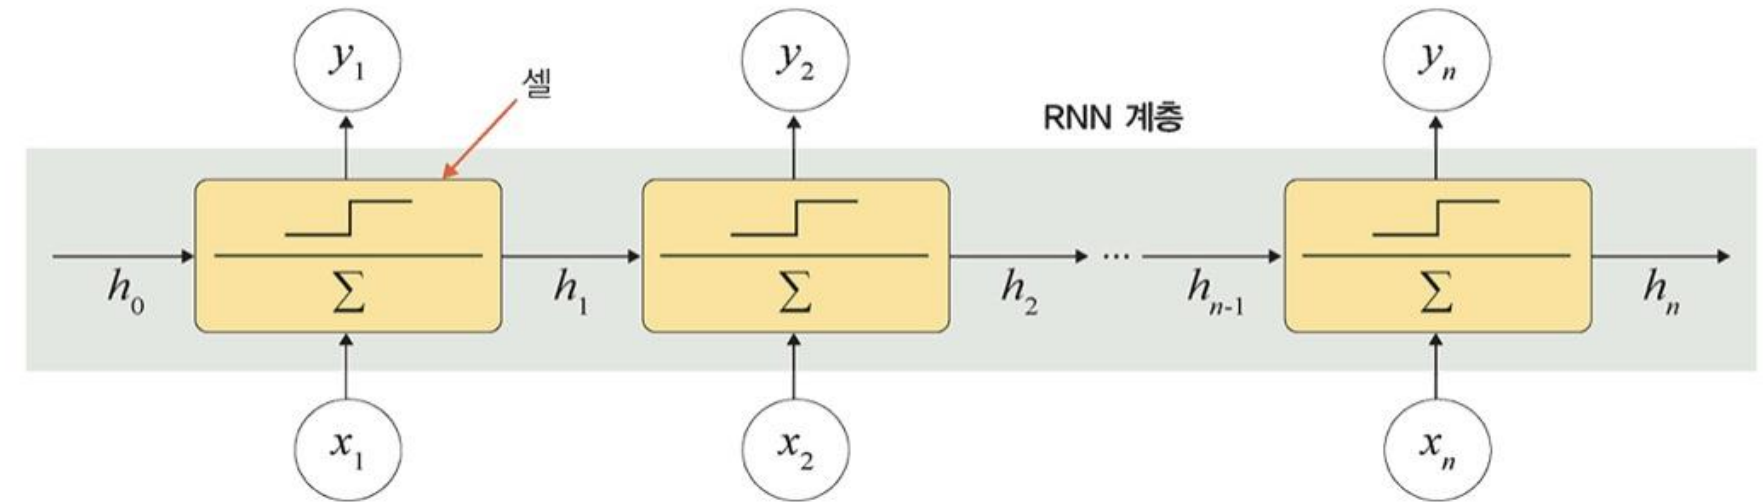 y₁ y₂ yₙ
셀
RNN 계층
h₀ Σ h₁ Σ h₂ ... hₙ₋₁ Σ hₙ
x₁ x₂ xₙ